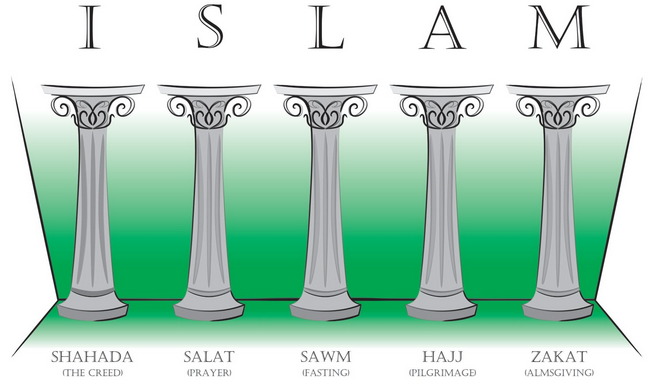 I S L A M
SHAHADA SALAT SAWM HAJJ ZAKAT
(THE CREED) (PRAYER) (FASTING) (PILGRIMAGE) (ALMSGIVING)